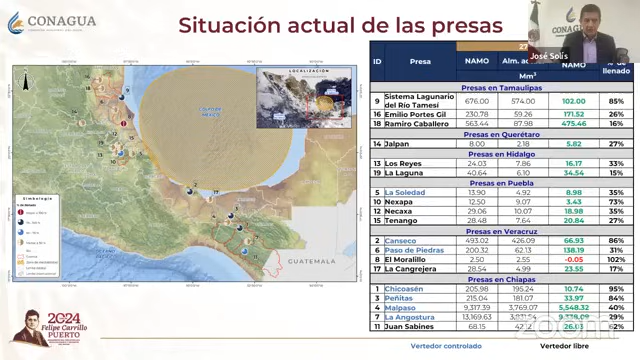 CONAGUA
Situación actual de las presas
José Solís
27
ID Presa NAMO Alm. NAMO % de llenado
Mm³
Presas en Tamaulipas
9 Sistema Lagunario del Río Tamesí 676.00 574.00 102.00 85%
16 Emilio Portes Gil 230.78 59.26 171.52 26%
18 Ramiro Caballero 563.44 87.98 475.46 16%
Presas en Querétaro
14 Jalpan 8.00 2.18 5.82 27%
Presas en Hidalgo
13 Los Reyes 24.03 7.86 16.17 33%
19 La Laguna 40.64 6.10 34.54 15%
Presas en Puebla
5 La Soledad 13.90 4.92 8.98 35%
10 Nexapa 12.50 9.07 3.43 73%
12 Necaxa 29.06 10.07 18.98 35%
15 Tenango 28.48 7.64 20.84 27%
Presas en Veracruz
2 Canseco 493.02 426.09 66.93 86%
6 Paso de Piedras 200.32 62.13 138.19 31%
8 El Moralillo 2.50 2.55 -0.05 102%
17 La Cangrejera 28.54 4.99 23.55 17%
Presas en Chiapas
1 Chicoasén 205.98 195.24 10.74 95%
3 Peñitas 215.04 181.07 33.97 84%
4 Malpaso 9,317.39 3,769.07 5,548.32 40%
7 La Angostura 13,169.63 29%
11 Juan Sabines 68.15 26.03 62%
Vertedor controlado Vertedor libre
LOCALIZACIÓN
GOLFO DE MÉXICO
GUATEMALA
Simbología
2024
Felipe Carrillo
PUERTO
zoom